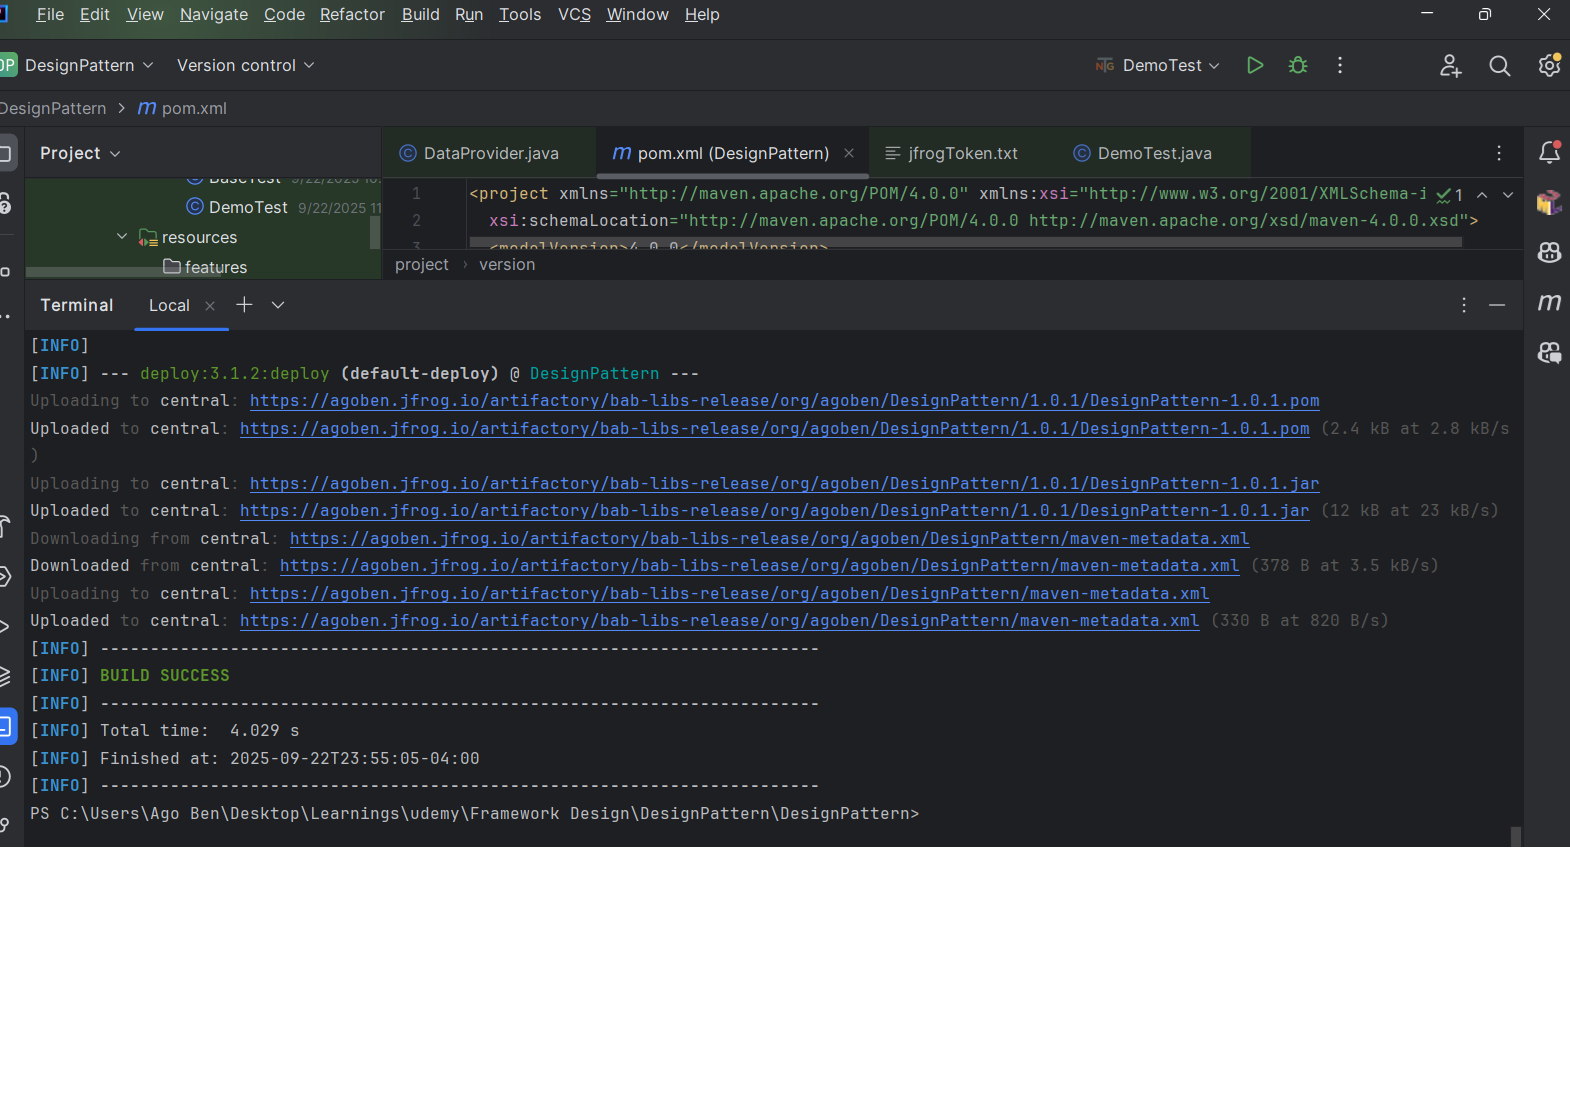 File Edit View Navigate Code Refactor Build Run Tools VCS Window Help
DP DesignPattern Version control DemoTest
DesignPattern > m pom.xml
Project
DataProvider.java pom.xml (DesignPattern) jfrogToken.txt DemoTest.java
BaseTest 9/22/2025 10:
DemoTest 9/22/2025 11
resources
features
1 <project xmlns="http://maven.apache.org/POM/4.0.0" xmlns:xsi="http://www.w3.org/2001/XMLSchema-i 1
2 xsi:schemaLocation="http://maven.apache.org/POM/4.0.0 http://maven.apache.org/xsd/maven-4.0.0.xsd">
3 <modelVersion>4.0.0</modelVersion>
project > version
Terminal Local
[INFO]
[INFO] --- deploy:3.1.2:deploy (default-deploy) @ DesignPattern ---
Uploading to central: https://agoben.jfrog.io/artifactory/bab-libs-release/org/agoben/DesignPattern/1.0.1/DesignPattern-1.0.1.pom
Uploaded to central: https://agoben.jfrog.io/artifactory/bab-libs-release/org/agoben/DesignPattern/1.0.1/DesignPattern-1.0.1.pom (2.4 kB at 2.8 kB/s
)
Uploading to central: https://agoben.jfrog.io/artifactory/bab-libs-release/org/agoben/DesignPattern/1.0.1/DesignPattern-1.0.1.jar
Uploaded to central: https://agoben.jfrog.io/artifactory/bab-libs-release/org/agoben/DesignPattern/1.0.1/DesignPattern-1.0.1.jar (12 kB at 23 kB/s)
Downloading from central: https://agoben.jfrog.io/artifactory/bab-libs-release/org/agoben/DesignPattern/maven-metadata.xml
Downloaded from central: https://agoben.jfrog.io/artifactory/bab-libs-release/org/agoben/DesignPattern/maven-metadata.xml (378 B at 3.5 kB/s)
Uploading to central: https://agoben.jfrog.io/artifactory/bab-libs-release/org/agoben/DesignPattern/maven-metadata.xml
Uploaded to central: https://agoben.jfrog.io/artifactory/bab-libs-release/org/agoben/DesignPattern/maven-metadata.xml (330 B at 820 B/s)
[INFO] ------------------------------------------------------------------------
[INFO] BUILD SUCCESS
[INFO] ------------------------------------------------------------------------
[INFO] Total time:  4.029 s
[INFO] Finished at: 2025-09-22T23:55:05-04:00
[INFO] ------------------------------------------------------------------------
PS C:\Users\Ago Ben\Desktop\Learnings\udemy\Framework Design\DesignPattern\DesignPattern>